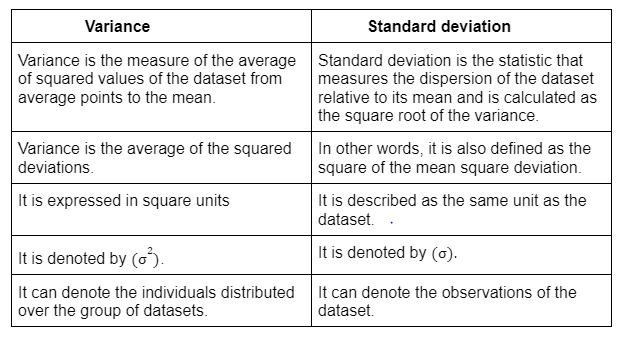 Variance
Standard deviation
Variance is the measure of the average
of squared values of the dataset from
average points to the mean.
Standard deviation is the statistic that
measures the dispersion of the dataset
relative to its mean and is calculated as
the square root of the variance.
Variance is the average of the squared
deviations.
In other words, it is also defined as the
square of the mean square deviation.
It is expressed in square units
It is described as the same unit as the
dataset.
It is denoted by (σ²).
It is denoted by (σ).
It can denote the individuals distributed
over the group of datasets.
It can denote the observations of the
dataset.